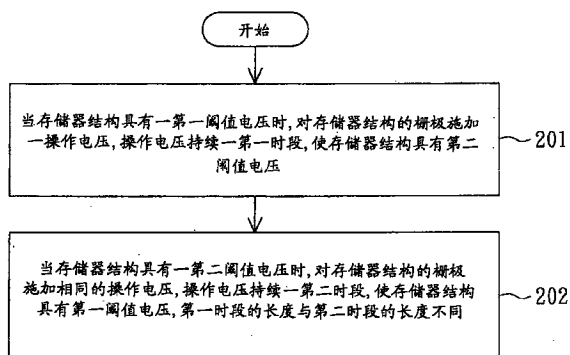 开始
当存储器结构具有一第一阈值电压时,对存储器结构的栅极施加
一操作电压,操作电压持续一第一时段,使存储器结构具有第二
阈值电压
201
当存储器结构具有一第二阈值电压时,对存储器结构的栅极
施加相同的操作电压,操作电压持续一第二时段,使存储器结构
具有第一阈值电压,第一时段的长度与第二时段的长度不同
202